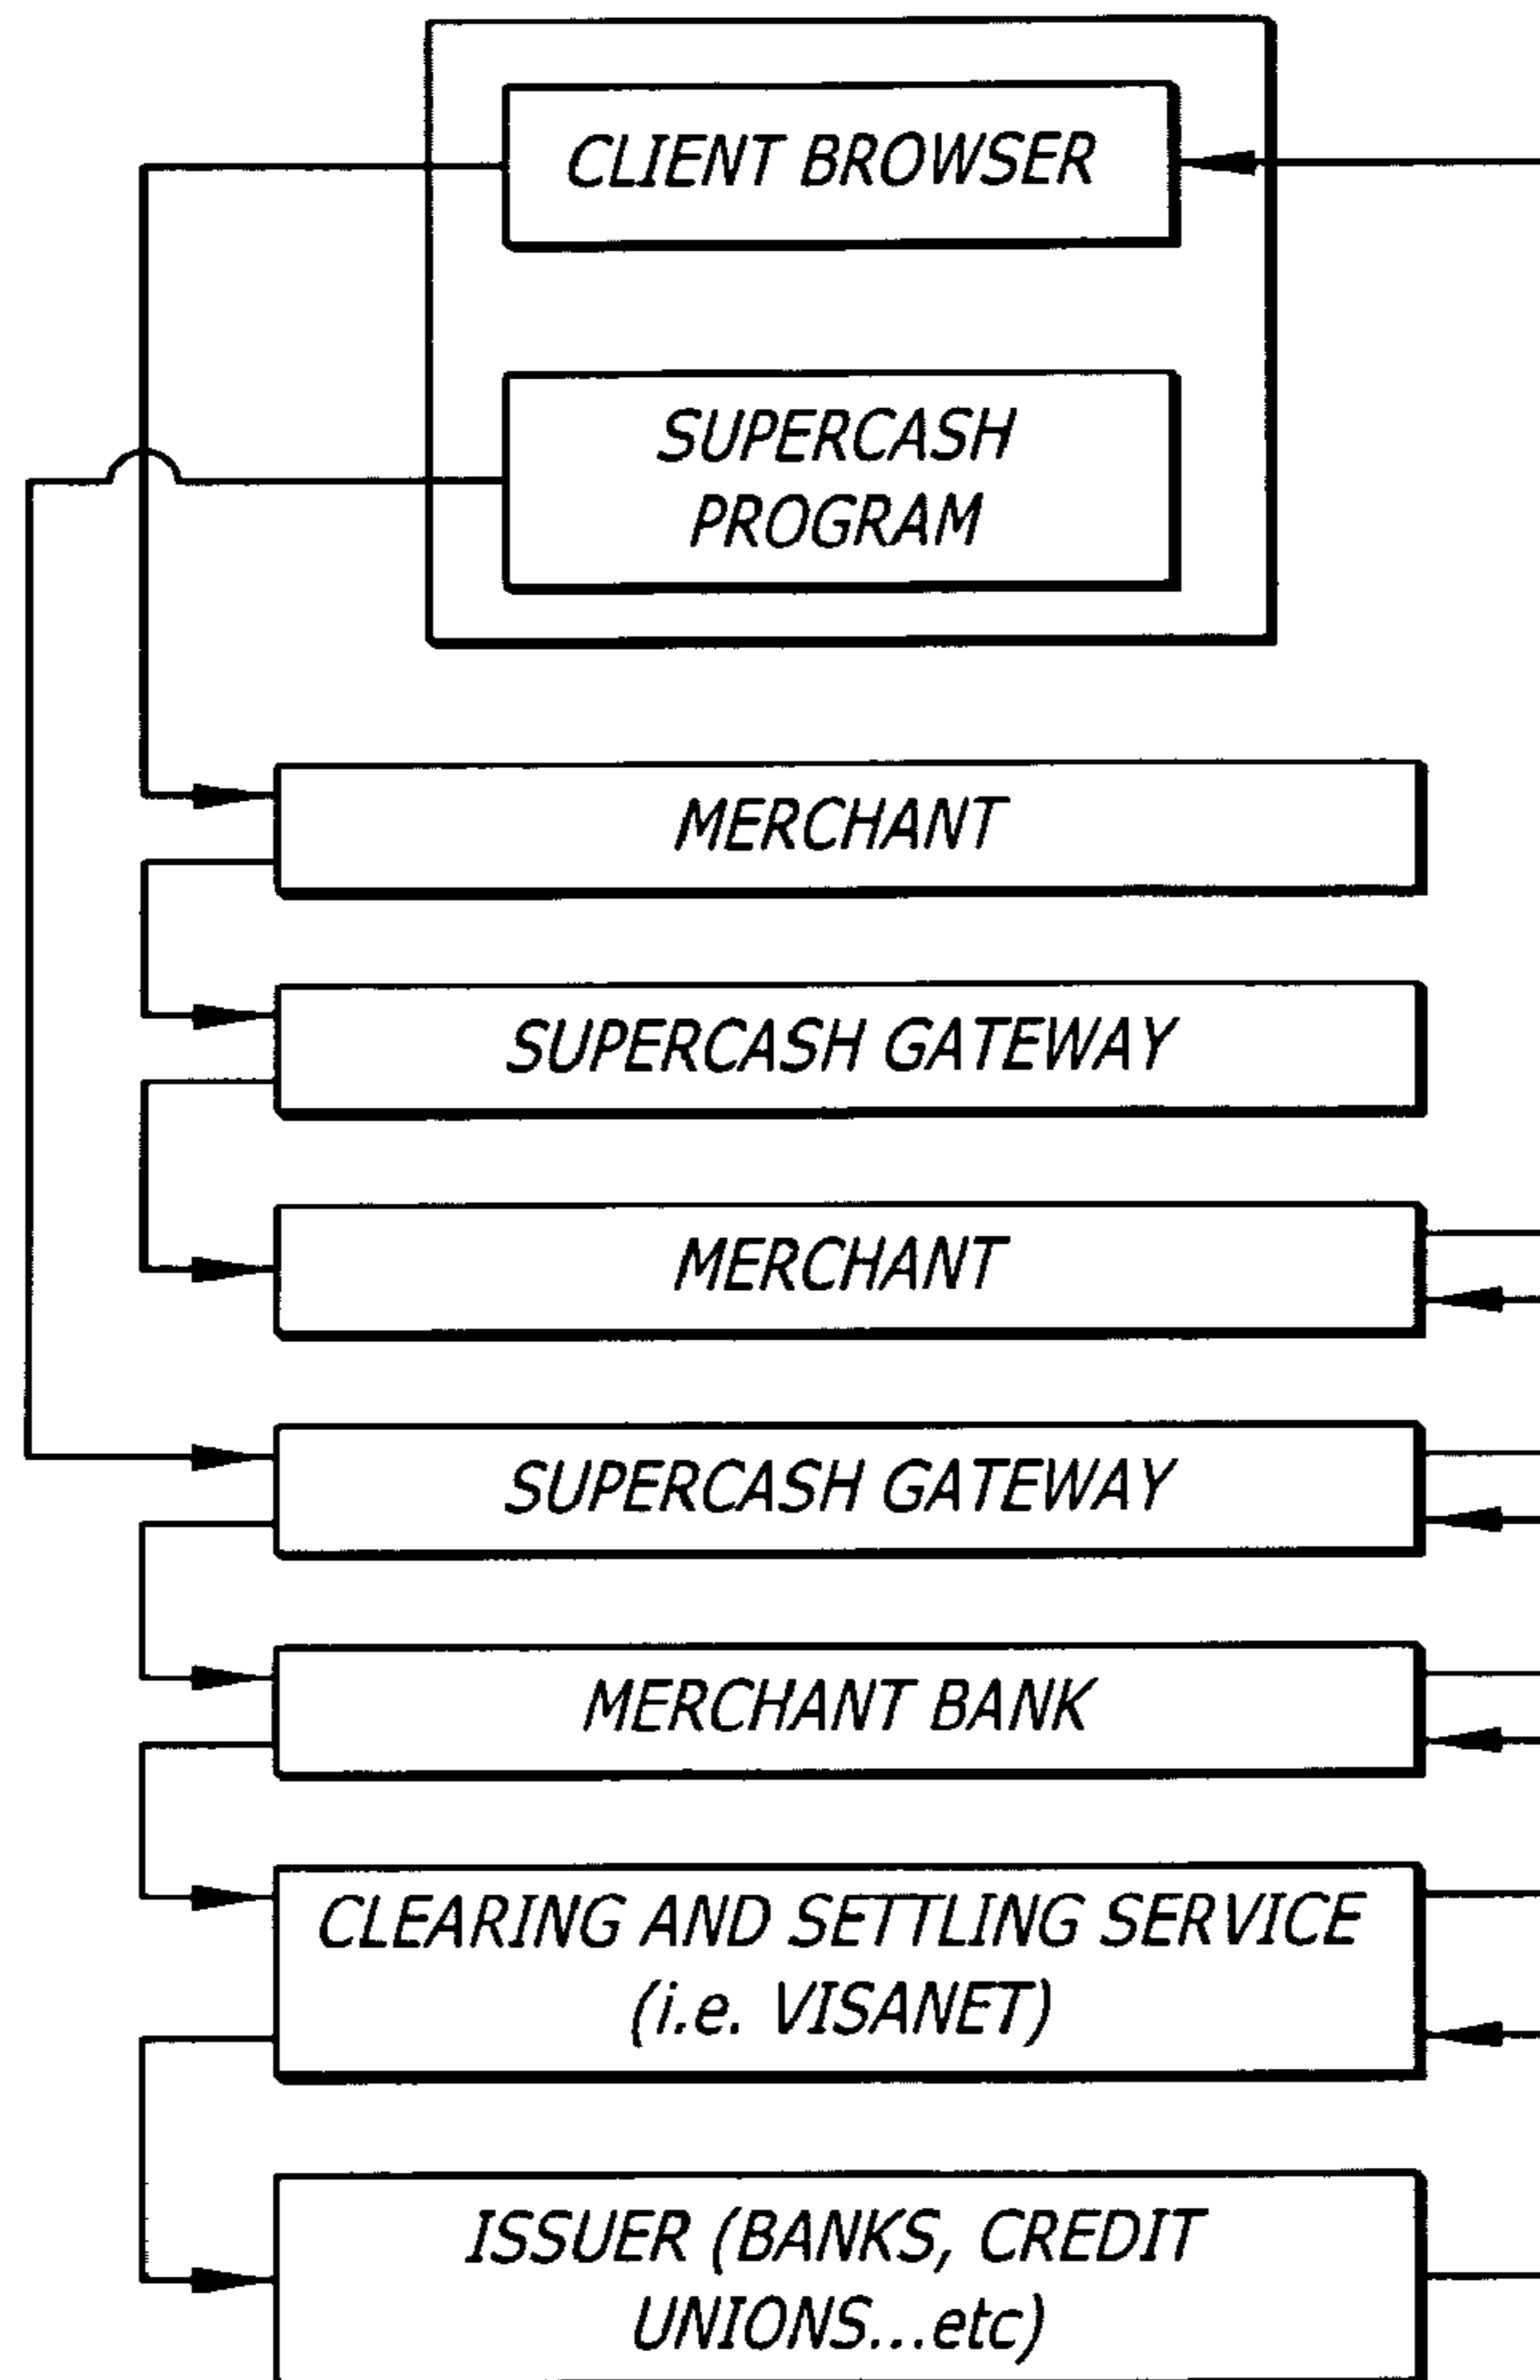 CLIENT BROWSER
SUPERCASH
PROGRAM
MERCHANT
SUPERCASH GATEWAY
MERCHANT
SUPERCASH GATEWAY
MERCHANT BANK
CLEARING AND SETTLING SERVICE
(i.e. VISANET)
ISSUER (BANKS, CREDIT
UNIONS...etc)